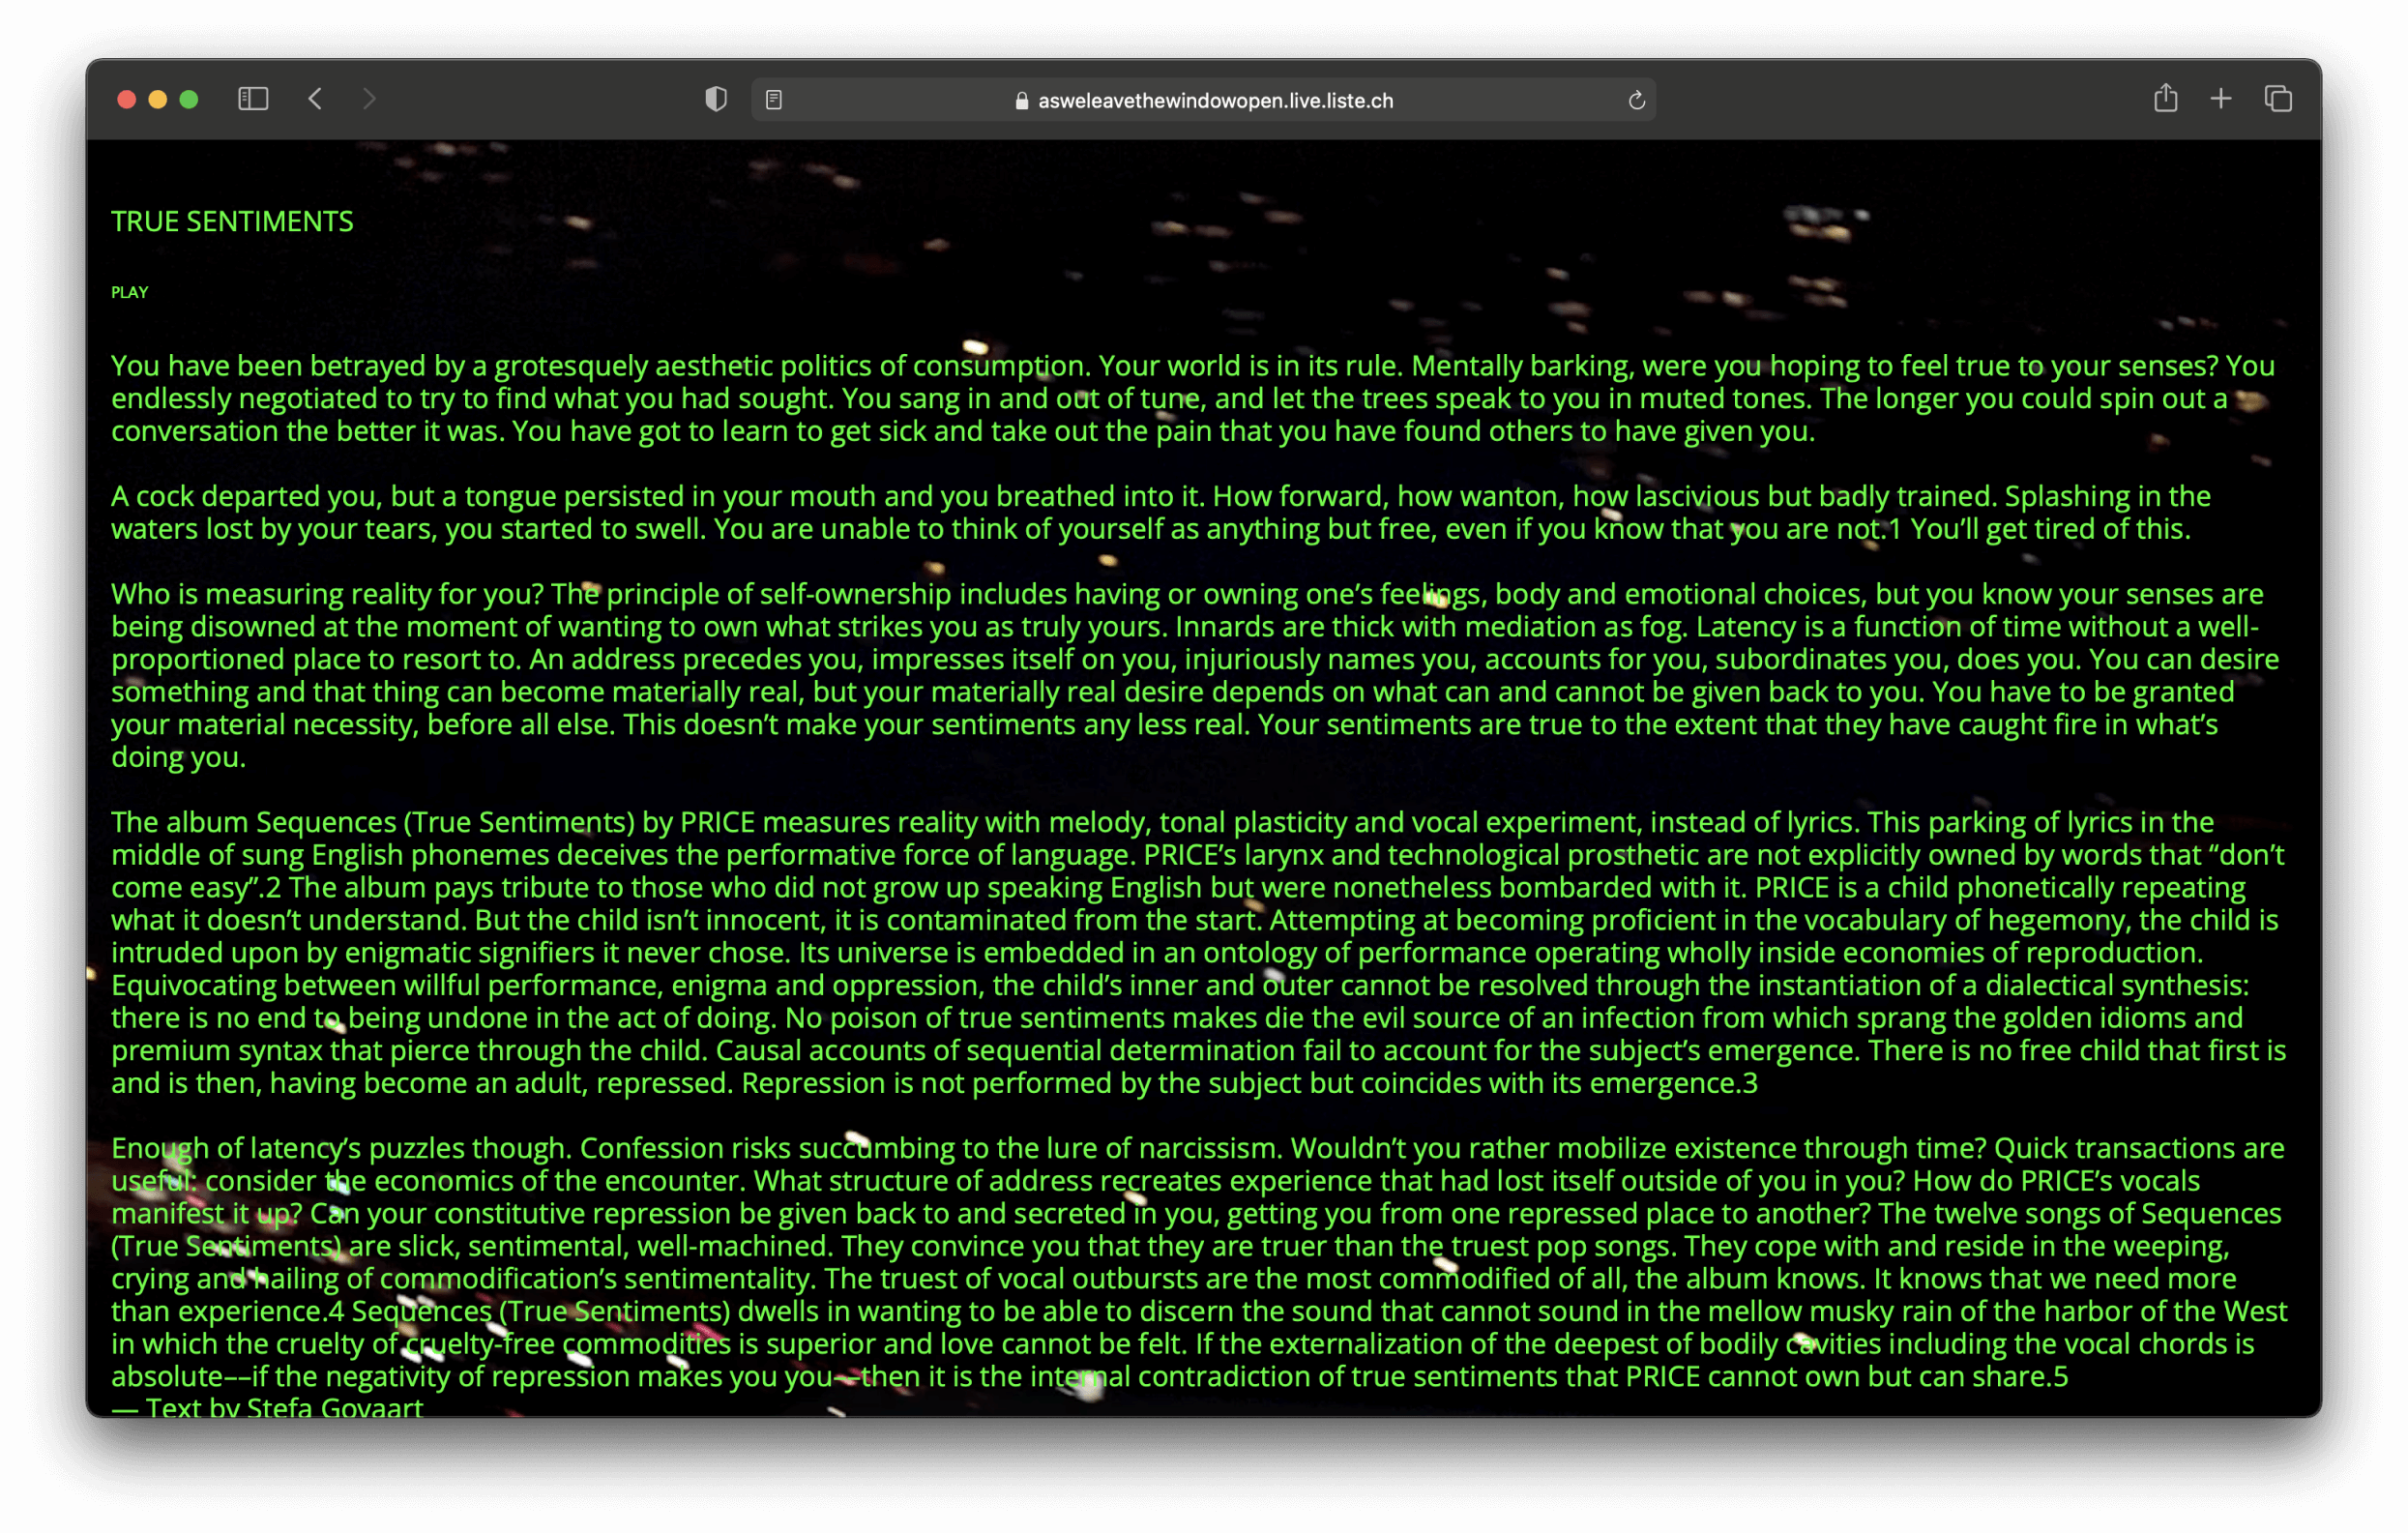 asweleavethewindowopen.live.liste.ch
TRUE SENTIMENTS
PLAY
You have been betrayed by a grotesquely aesthetic politics of consumption. Your world is in its rule. Mentally barking, were you hoping to feel true to your senses? You
endlessly negotiated to try to find what you had sought. You sang in and out of tune, and let the trees speak to you in muted tones. The longer you could spin out a
conversation the better it was. You have got to learn to get sick and take out the pain that you have found others to have given you.
A cock departed you, but a tongue persisted in your mouth and you breathed into it. How forward, how wanton, how lascivious but badly trained. Splashing in the
waters lost by your tears, you started to swell. You are unable to think of yourself as anything but free, even if you know that you are not.1 You’ll get tired of this.
Who is measuring reality for you? The principle of self-ownership includes having or owning one’s feelings, body and emotional choices, but you know your senses are
being disowned at the moment of wanting to own what strikes you as truly yours. Innards are thick with mediation as fog. Latency is a function of time without a well-
proportioned place to resort to. An address precedes you, impresses itself on you, injuriously names you, accounts for you, subordinates you, does you. You can desire
something and that thing can become materially real, but your materially real desire depends on what can and cannot be given back to you. You have to be granted
your material necessity, before all else. This doesn’t make your sentiments any less real. Your sentiments are true to the extent that they have caught fire in what’s
doing you.
The album Sequences (True Sentiments) by PRICE measures reality with melody, tonal plasticity and vocal experiment, instead of lyrics. This parking of lyrics in the
middle of sung English phonemes deceives the performative force of language. PRICE’s larynx and technological prosthetic are not explicitly owned by words that “don’t
come easy”.2 The album pays tribute to those who did not grow up speaking English but were nonetheless bombarded with it. PRICE is a child phonetically repeating
what it doesn’t understand. But the child isn’t innocent, it is contaminated from the start. Attempting at becoming proficient in the vocabulary of hegemony, the child is
intruded upon by enigmatic signifiers it never chose. Its universe is embedded in an ontology of performance operating wholly inside economies of reproduction.
Equivocating between willful performance, enigma and oppression, the child’s inner and outer cannot be resolved through the instantiation of a dialectical synthesis:
there is no end to being undone in the act of doing. No poison of true sentiments makes die the evil source of an infection from which sprang the golden idioms and
premium syntax that pierce through the child. Causal accounts of sequential determination fail to account for the subject’s emergence. There is no free child that first is
and is then, having become an adult, repressed. Repression is not performed by the subject but coincides with its emergence.3
Enough of latency’s puzzles though. Confession risks succumbing to the lure of narcissism. Wouldn’t you rather mobilize existence through time? Quick transactions are
useful: consider the economics of the encounter. What structure of address recreates experience that had lost itself outside of you in you? How do PRICE’s vocals
manifest it up? Can your constitutive repression be given back to and secreted in you, getting you from one repressed place to another? The twelve songs of Sequences
(True Sentiments) are slick, sentimental, well-machined. They convince you that they are truer than the truest pop songs. They cope with and reside in the weeping,
crying and hailing of commodification’s sentimentality. The truest of vocal outbursts are the most commodified of all, the album knows. It knows that we need more
than experience.4 Sequences (True Sentiments) dwells in wanting to be able to discern the sound that cannot sound in the mellow musky rain of the harbor of the West
in which the cruelty of cruelty-free commodities is superior and love cannot be felt. If the externalization of the deepest of bodily cavities including the vocal chords is
absolute––if the negativity of repression makes you you––then it is the internal contradiction of true sentiments that PRICE cannot own but can share.5
— Text by Stefa Govaart